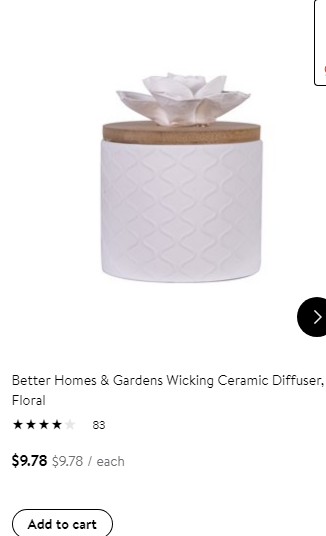 Better Homes & Gardens Wicking Ceramic Diffuser,
Floral
83
$9.78 $9.78 / each
Add to cart